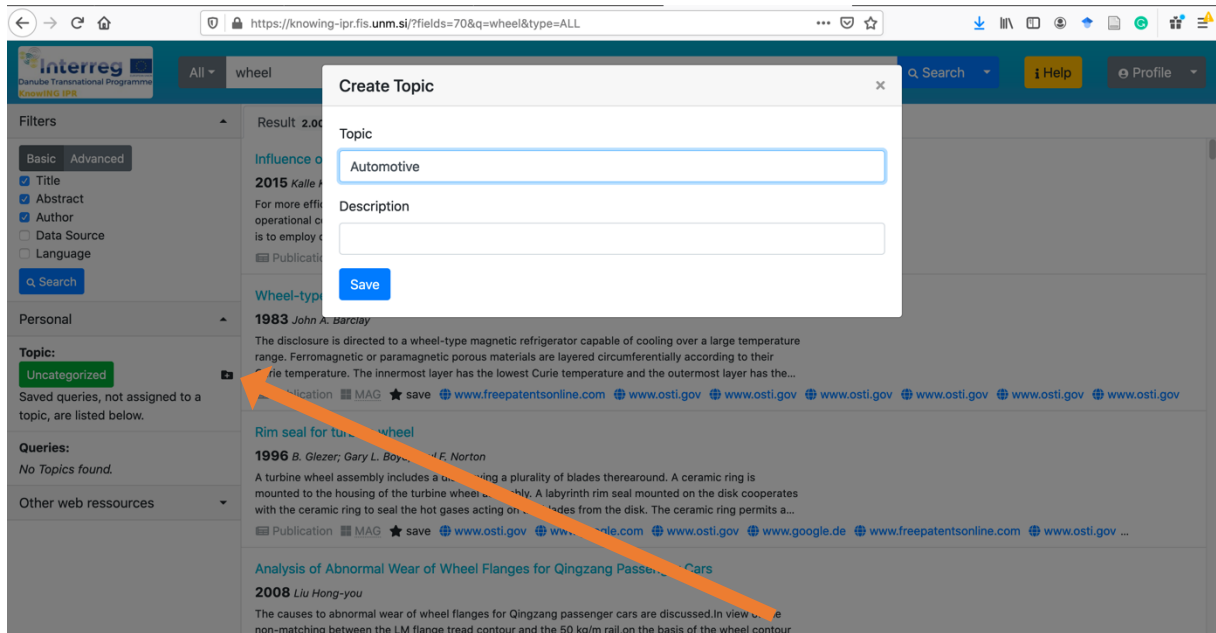 https://knowing-ipr.fis.unm.si/?fields=70&q=wheel&type=ALL
Interreg
Danube Transnational Programme
KnowING IPR
All
wheel
Search
Help
Profile
Create Topic
×
Topic
Automotive
Description
Save
Filters
Basic Advanced
Title
Abstract
Author
Data Source
Language
Search
Personal
Topic:
Uncategorized
Saved queries, not assigned to a
topic, are listed below.
Queries:
No Topics found.
Other web ressources
Result
Influence
2015 Kalle
For more
operational
is to employ
Wheel-type
1983 John A. Barclay
The disclosure is directed to a wheel-type magnetic refrigerator capable of cooling over a large temperature
range. Ferromagnetic or paramagnetic porous materials are layered circumferentially according to their
temperature. The innermost layer has the lowest Curie temperature and the outermost layer has the...
MAG save www.freepatentsonline.com www.osti.gov www.osti.gov www.osti.gov www.osti.gov www.osti.gov www.osti.gov
Rim seal for wheel
1996 B. Glezer; Gary L. F. Norton
A turbine wheel assembly includes a a plurality of blades therearound. A ceramic ring is
mounted to the housing of the turbine wheel A labyrinth rim seal mounted on the disk cooperates
with the ceramic ring to seal the hot gases acting on from the disk. The ceramic ring permits a...
Publication MAG save www.osti.gov www.osti.gov www.google.de www.freepatentsonline.com www.osti.gov ...
Analysis of Abnormal Wear of Wheel Flanges for Qingzang Passenger Cars
2008 Liu Hong-you
The causes to abnormal wear of wheel flanges for Qingzang passenger cars are discussed.In view
non-matching between the LM flange tread contour and the 50 kg/m rail on the basis of the wheel contour